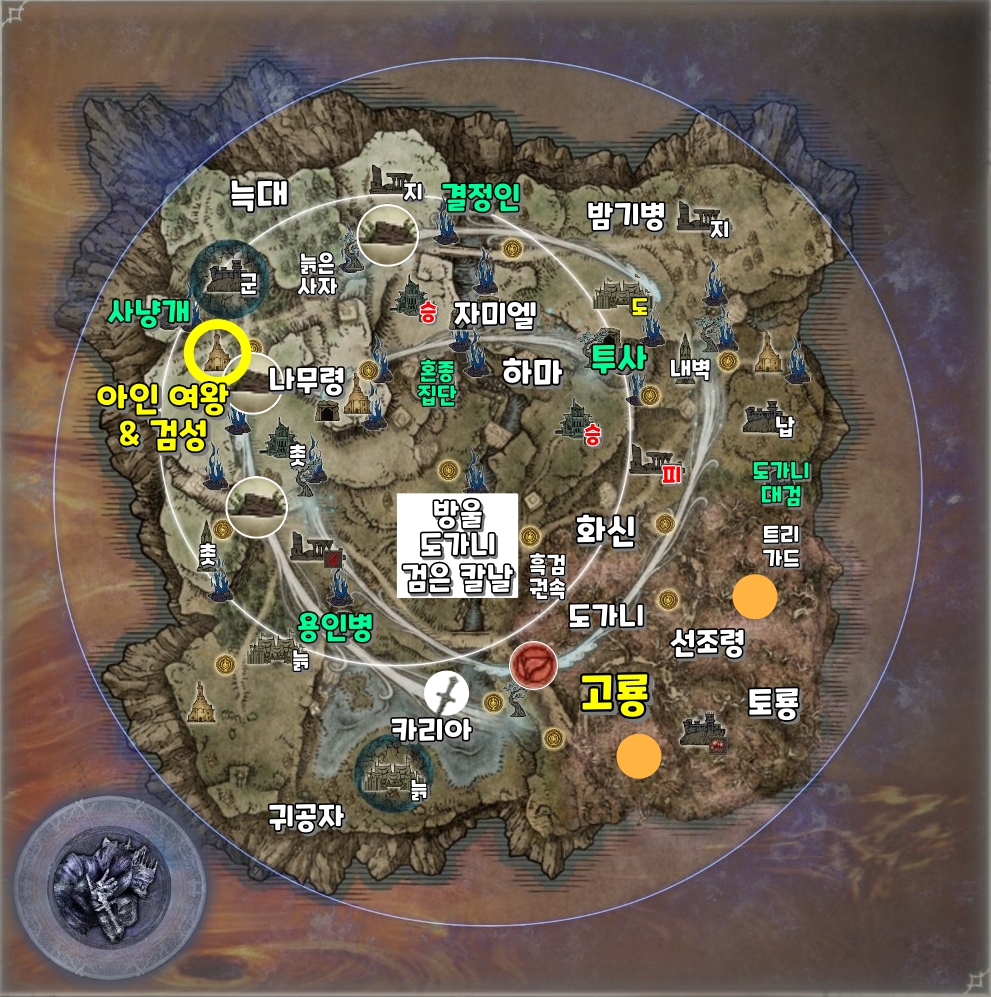 늑대
지
결정인
밤기병
지
늙은
사자
군
사냥개
승
자미엘
도
투사
내벽
나무령
혼종
집단
하마
아인 여왕
& 검성
납
승
촛
피
도가니
대검
방울
도가니
검은 칼날
화신
트리
가드
촛
흑검
권속
용인병
도가니
선조령
늙
고룡
토룡
카리아
늙
귀공자